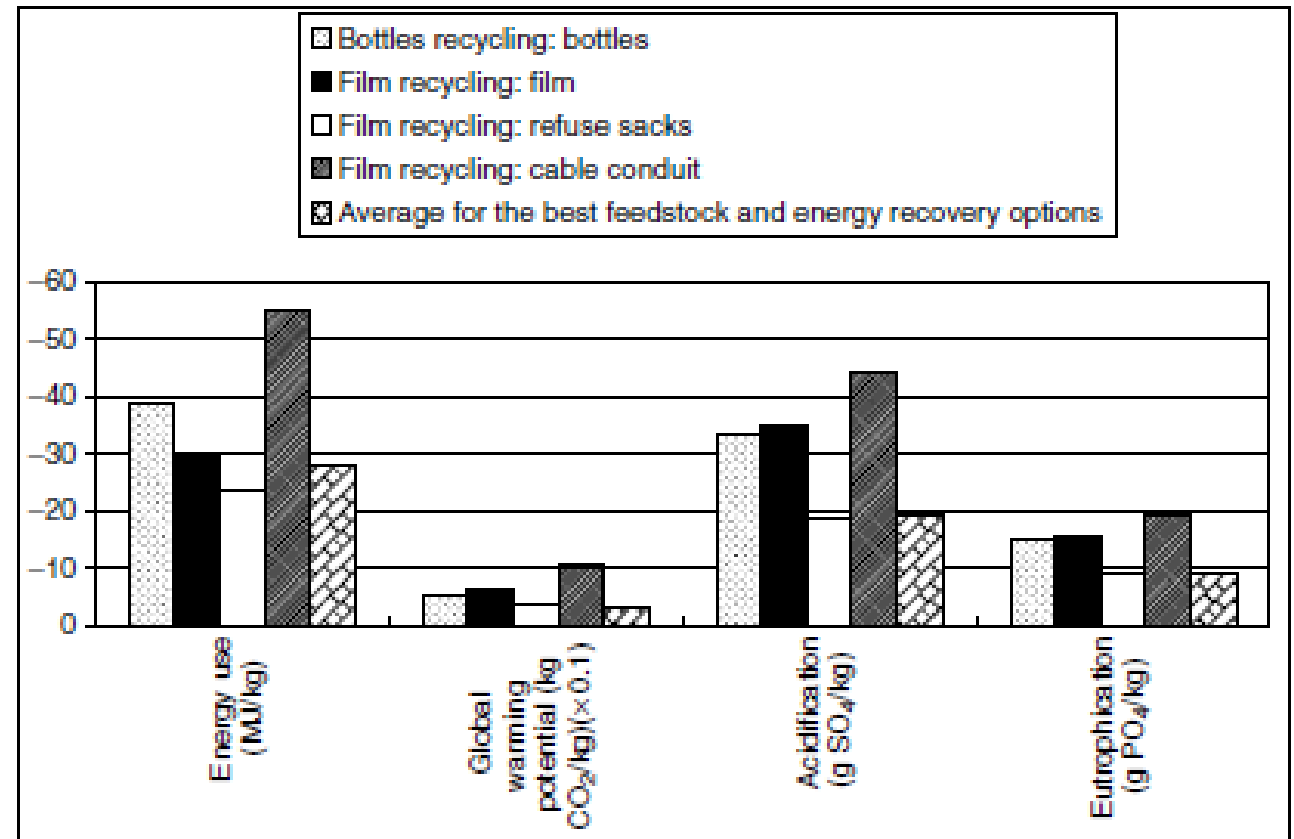 Bottles recycling: bottles
Film recycling: film
Film recycling: refuse sacks
Film recycling: cable conduit
Average for the best feedstock and energy recovery options
–60
–50
–40
–30
–20
–10
0
Energy use
(MJ/kg)
Global
warming
potential (kg
CO₂/kg)(×0.1)
Acidification
(g SO₄/kg)
Eutrophication
(g PO₄/kg)